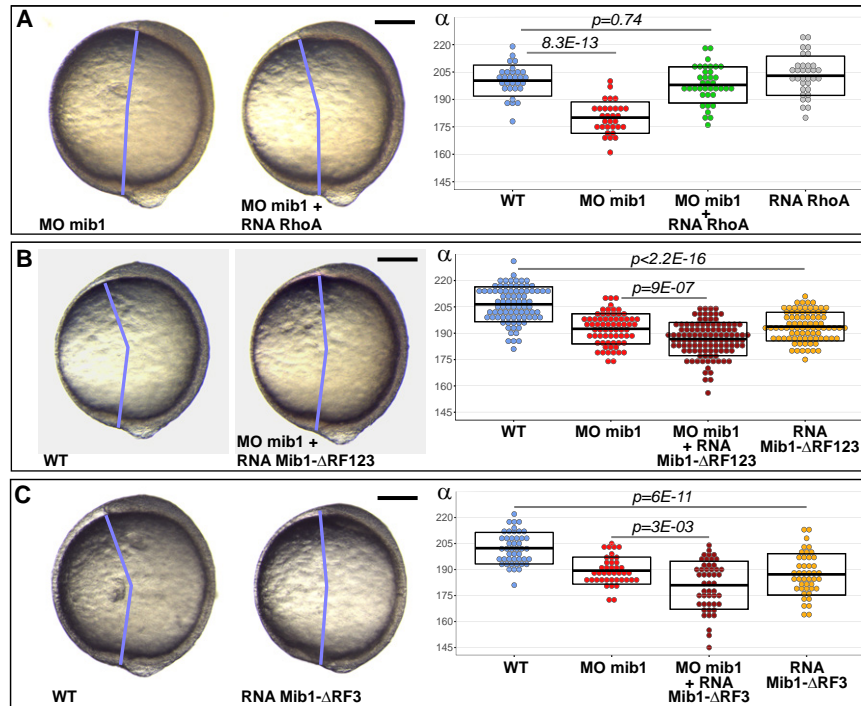 A
MO mib1
MO mib1 +
RNA RhoA
α
p=0.74
8.3E-13
220
205
190
175
160
145
WT
MO mib1
MO mib1
+
RNA RhoA
RNA RhoA
B
WT
MO mib1 +
RNA Mib1-ΔRF123
α
p<2.2E-16
p=9E-07
220
205
190
175
160
145
WT
MO mib1
MO mib1
+ RNA
Mib1-ΔRF123
RNA
Mib1-ΔRF123
C
WT
RNA Mib1-ΔRF3
α
p=6E-11
p=3E-03
220
205
190
175
160
145
WT
MO mib1
MO mib1
+ RNA
Mib1-ΔRF3
RNA
Mib1-ΔRF3